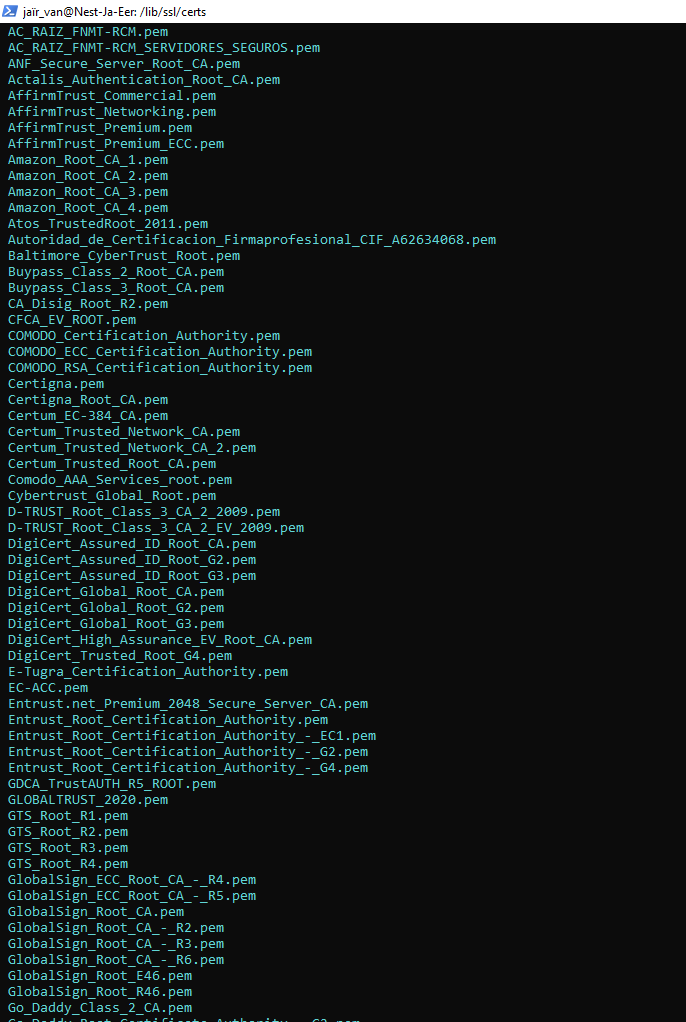 jaïr_van@Nest-Ja-Eer: /lib/ssl/certs
AC_RAIZ_FNMT-RCM.pem
AC_RAIZ_FNMT-RCM_SERVIDORES_SEGUROS.pem
ANF_Secure_Server_Root_CA.pem
Actalis_Authentication_Root_CA.pem
AffirmTrust_Commercial.pem
AffirmTrust_Networking.pem
AffirmTrust_Premium.pem
AffirmTrust_Premium_ECC.pem
Amazon_Root_CA_1.pem
Amazon_Root_CA_2.pem
Amazon_Root_CA_3.pem
Amazon_Root_CA_4.pem
Atos_TrustedRoot_2011.pem
Autoridad_de_Certificacion_Firmaprofesional_CIF_A62634068.pem
Baltimore_CyberTrust_Root.pem
Buypass_Class_2_Root_CA.pem
Buypass_Class_3_Root_CA.pem
CA_Disig_Root_R2.pem
CFCA_EV_ROOT.pem
COMODO_Certification_Authority.pem
COMODO_ECC_Certification_Authority.pem
COMODO_RSA_Certification_Authority.pem
Certigna.pem
Certigna_Root_CA.pem
Certum_EC-384_CA.pem
Certum_Trusted_Network_CA.pem
Certum_Trusted_Network_CA_2.pem
Certum_Trusted_Root_CA.pem
Comodo_AAA_Services_root.pem
Cybertrust_Global_Root.pem
D-TRUST_Root_Class_3_CA_2_2009.pem
D-TRUST_Root_Class_3_CA_2_EV_2009.pem
DigiCert_Assured_ID_Root_CA.pem
DigiCert_Assured_ID_Root_G2.pem
DigiCert_Assured_ID_Root_G3.pem
DigiCert_Global_Root_CA.pem
DigiCert_Global_Root_G2.pem
DigiCert_Global_Root_G3.pem
DigiCert_High_Assurance_EV_Root_CA.pem
DigiCert_Trusted_Root_G4.pem
E-Tugra_Certification_Authority.pem
EC-ACC.pem
Entrust.net_Premium_2048_Secure_Server_CA.pem
Entrust_Root_Certification_Authority.pem
Entrust_Root_Certification_Authority_-_EC1.pem
Entrust_Root_Certification_Authority_-_G2.pem
Entrust_Root_Certification_Authority_-_G4.pem
GDCA_TrustAUTH_R5_ROOT.pem
GLOBALTRUST_2020.pem
GTS_Root_R1.pem
GTS_Root_R2.pem
GTS_Root_R3.pem
GTS_Root_R4.pem
GlobalSign_ECC_Root_CA_-_R4.pem
GlobalSign_ECC_Root_CA_-_R5.pem
GlobalSign_Root_CA.pem
GlobalSign_Root_CA_-_R2.pem
GlobalSign_Root_CA_-_R3.pem
GlobalSign_Root_CA_-_R6.pem
GlobalSign_Root_E46.pem
GlobalSign_Root_R46.pem
Go_Daddy_Class_2_CA.pem